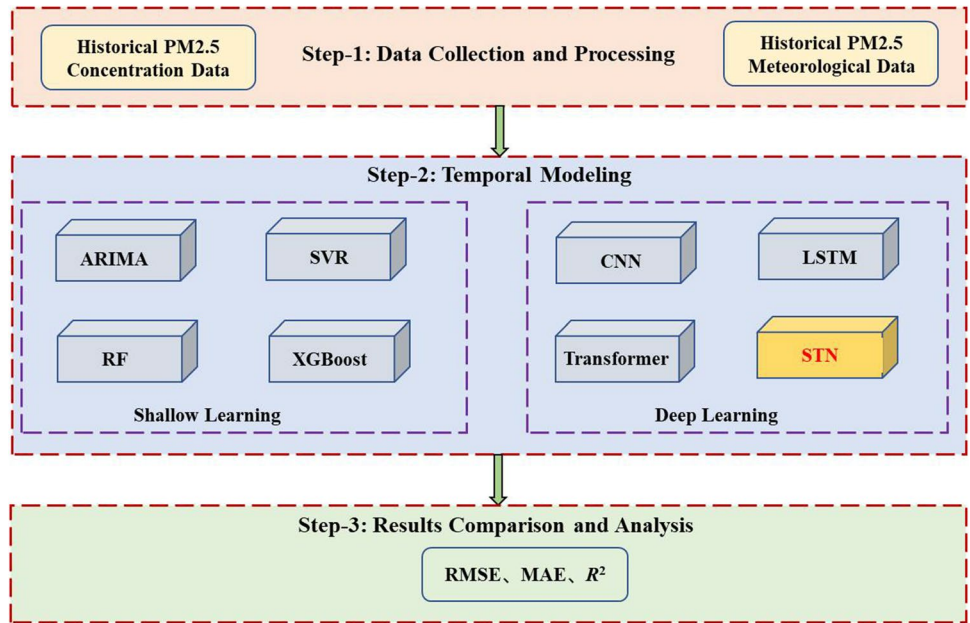 Historical PM2.5
Concentration Data
Step-1: Data Collection and Processing
Historical PM2.5
Meteorological Data
Step-2: Temporal Modeling
ARIMA
SVR
RF
XGBoost
Shallow Learning
CNN
LSTM
Transformer
STN
Deep Learning
Step-3: Results Comparison and Analysis
RMSE、MAE、R²